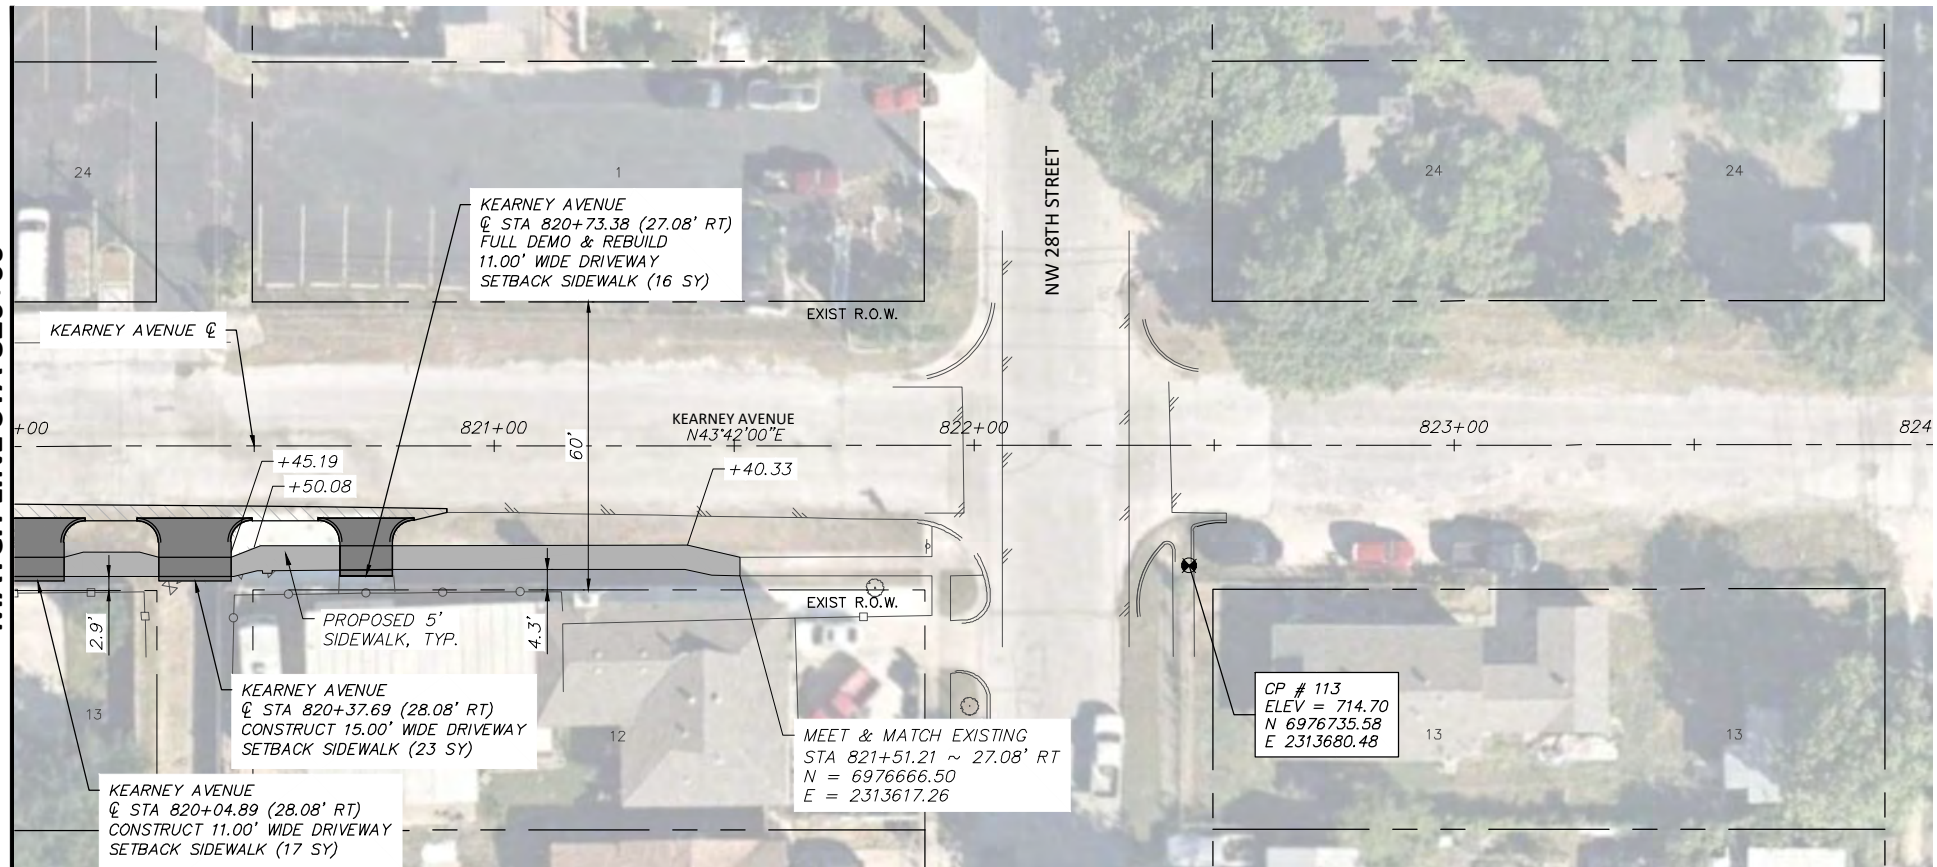 24
1
24
24
KEARNEY AVENUE
℄ STA 820+73.38 (27.08' RT)
FULL DEMO & REBUILD
11.00' WIDE DRIVEWAY
SETBACK SIDEWALK (16 SY)
NW 28TH STREET
EXIST R.O.W.
KEARNEY AVENUE ℄
+00
821+00
KEARNEY AVENUE
N43°42'00"E
822+00
823+00
824
60'
+45.19
+50.08
+40.33
2.9'
PROPOSED 5'
SIDEWALK, TYP.
4.3'
EXIST R.O.W.
KEARNEY AVENUE
℄ STA 820+37.69 (28.08' RT)
CONSTRUCT 15.00' WIDE DRIVEWAY
SETBACK SIDEWALK (23 SY)
13
12
MEET & MATCH EXISTING
STA 821+51.21 ~ 27.08' RT
N = 6976666.50
E = 2313617.26
CP # 113
ELEV = 714.70
N 6976735.58
E 2313680.48
13
13
KEARNEY AVENUE
℄ STA 820+04.89 (28.08' RT)
CONSTRUCT 11.00' WIDE DRIVEWAY
SETBACK SIDEWALK (17 SY)